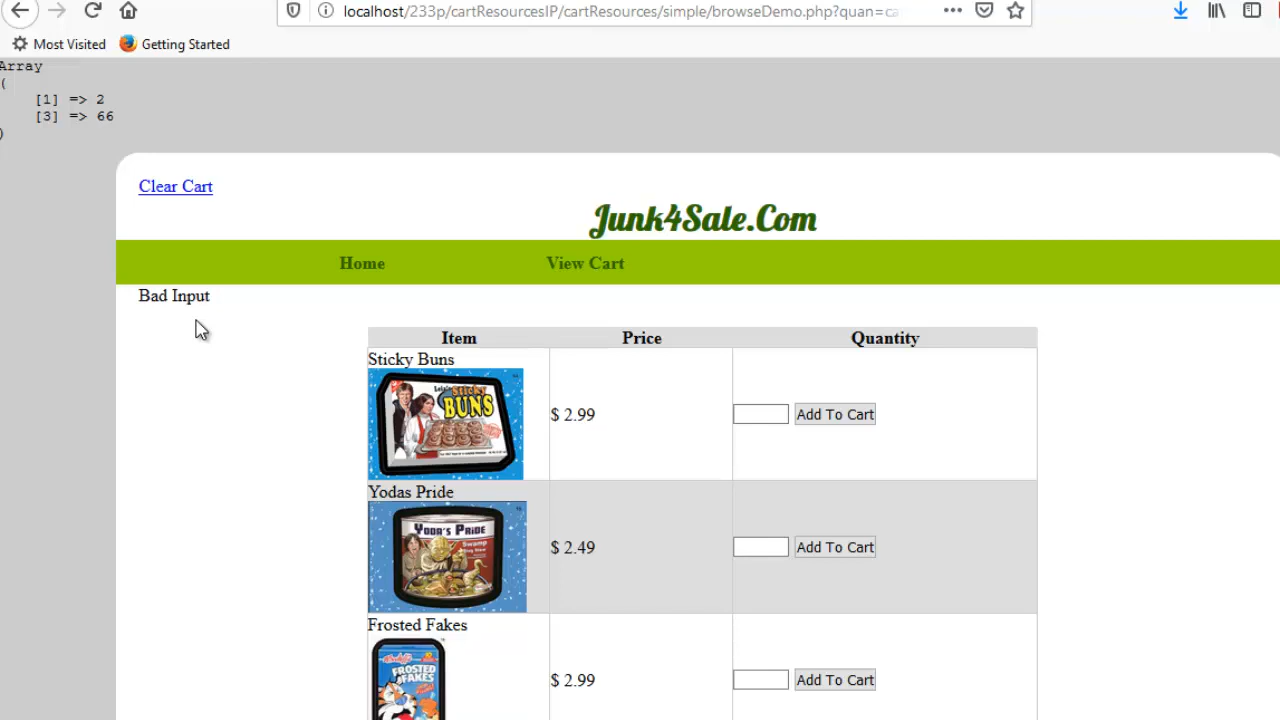 localhost/233p/cartResourcesIP/cartResources/simple/browseDemo.php?quan=ca
Most Visited Getting Started
Array
(
[1] => 2
[3] => 66
)
Clear Cart
Junk4Sale.Com
Home View Cart
Bad Input
Item Price Quantity
Sticky Buns
Sticky
BUNS
$ 2.99 Add To Cart
Yodas Pride
YODA'S PRIDE
Swamp
$ 2.49 Add To Cart
Frosted Fakes
FROSTED
FAKES
$ 2.99 Add To Cart